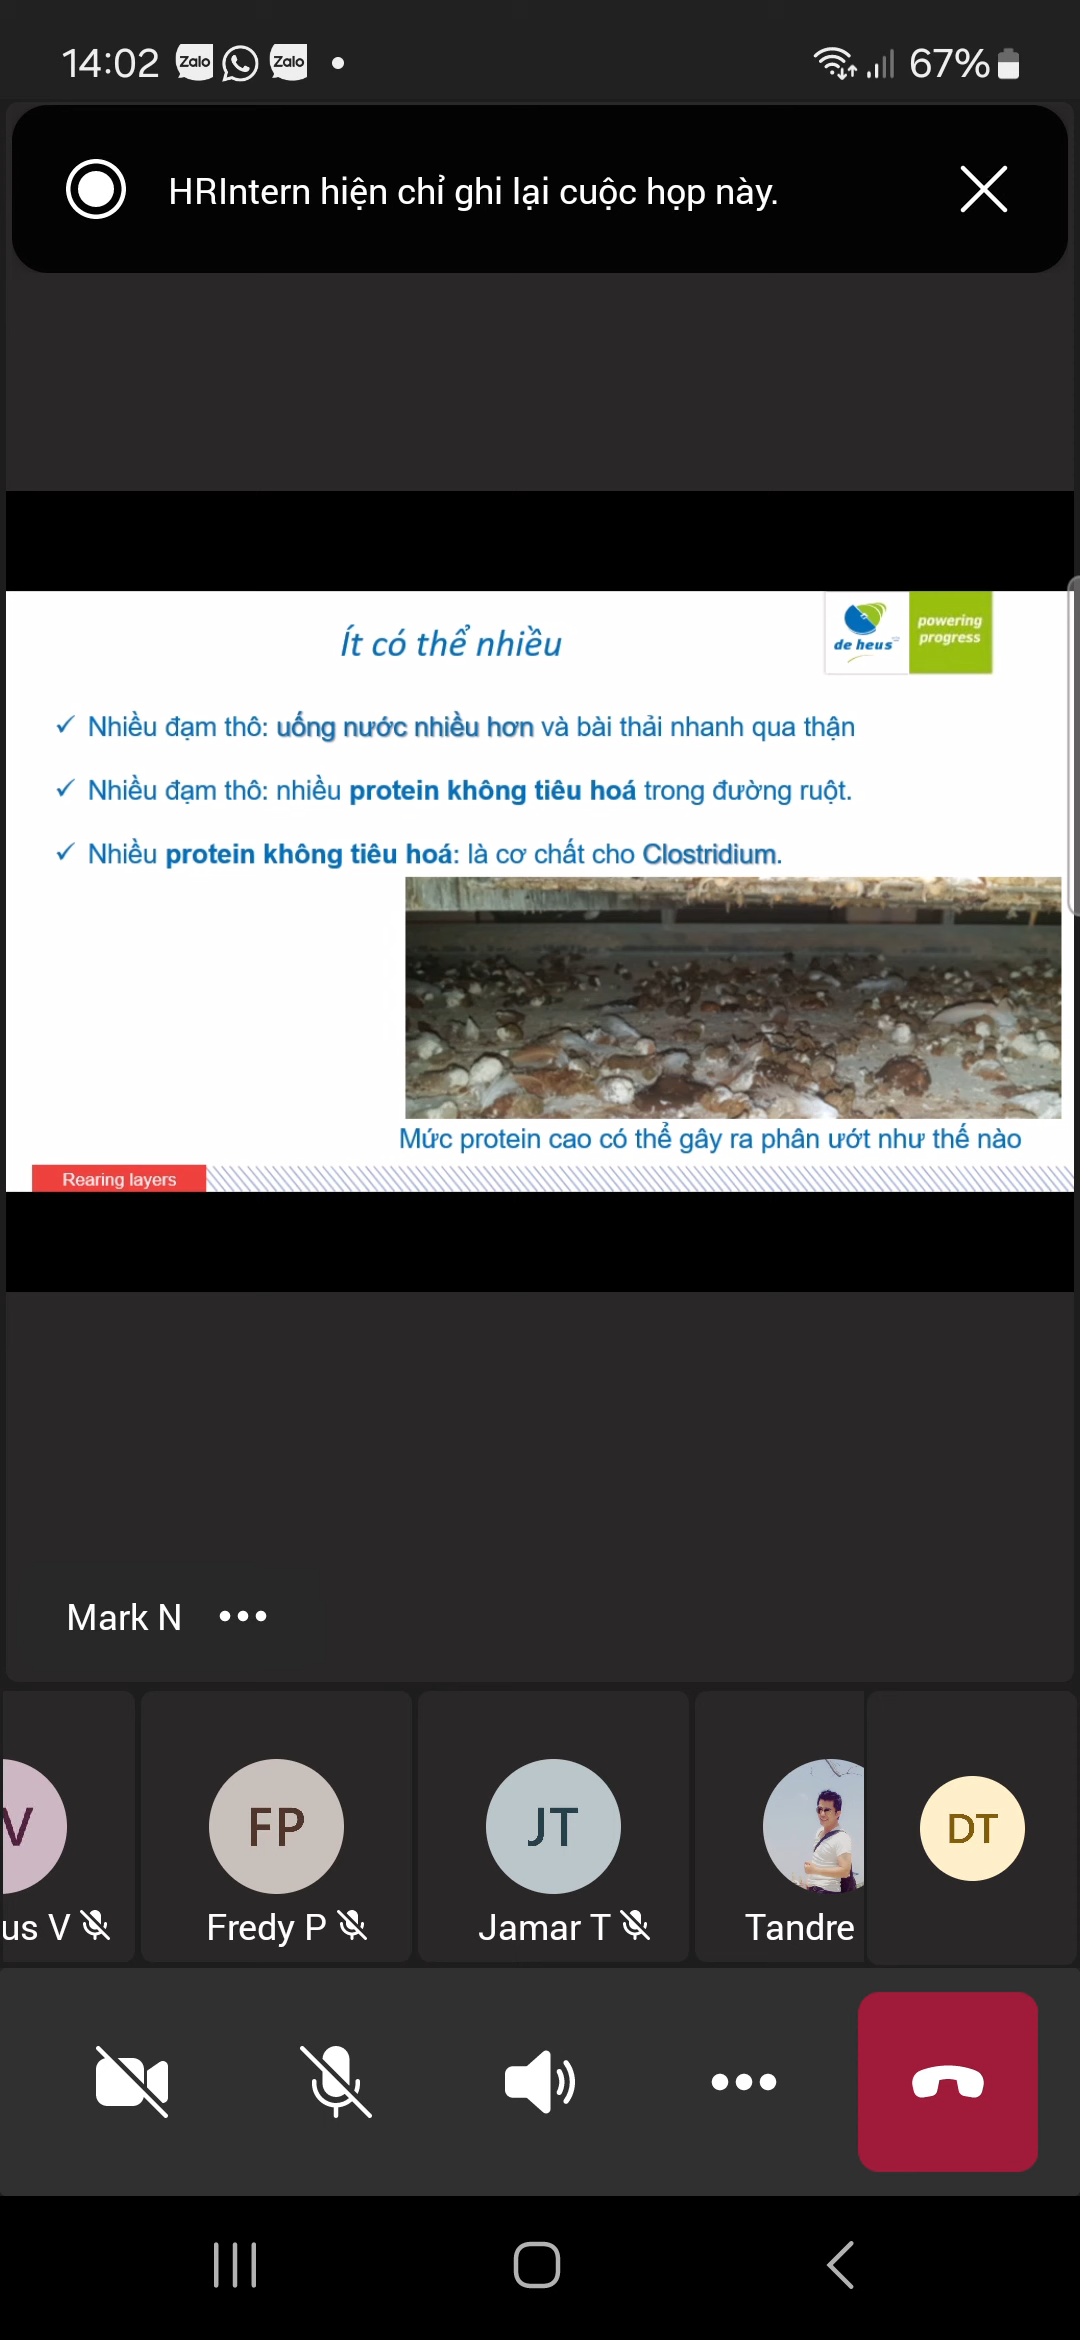 14:02 Zalo Zalo 67%
HRIntern hiện chỉ ghi lại cuộc họp này.
Ít có thể nhiều
de heus
powering
progress
✓ Nhiều đạm thô: uống nước nhiều hơn và bài thải nhanh qua thận
✓ Nhiều đạm thô: nhiều protein không tiêu hoá trong đường ruột.
✓ Nhiều protein không tiêu hoá: là cơ chất cho Clostridium.
Mức protein cao có thể gây ra phân ướt như thế nào
Rearing layers
Mark N
V
FP
JT
DT
us V
Fredy P
Jamar T
Tandre